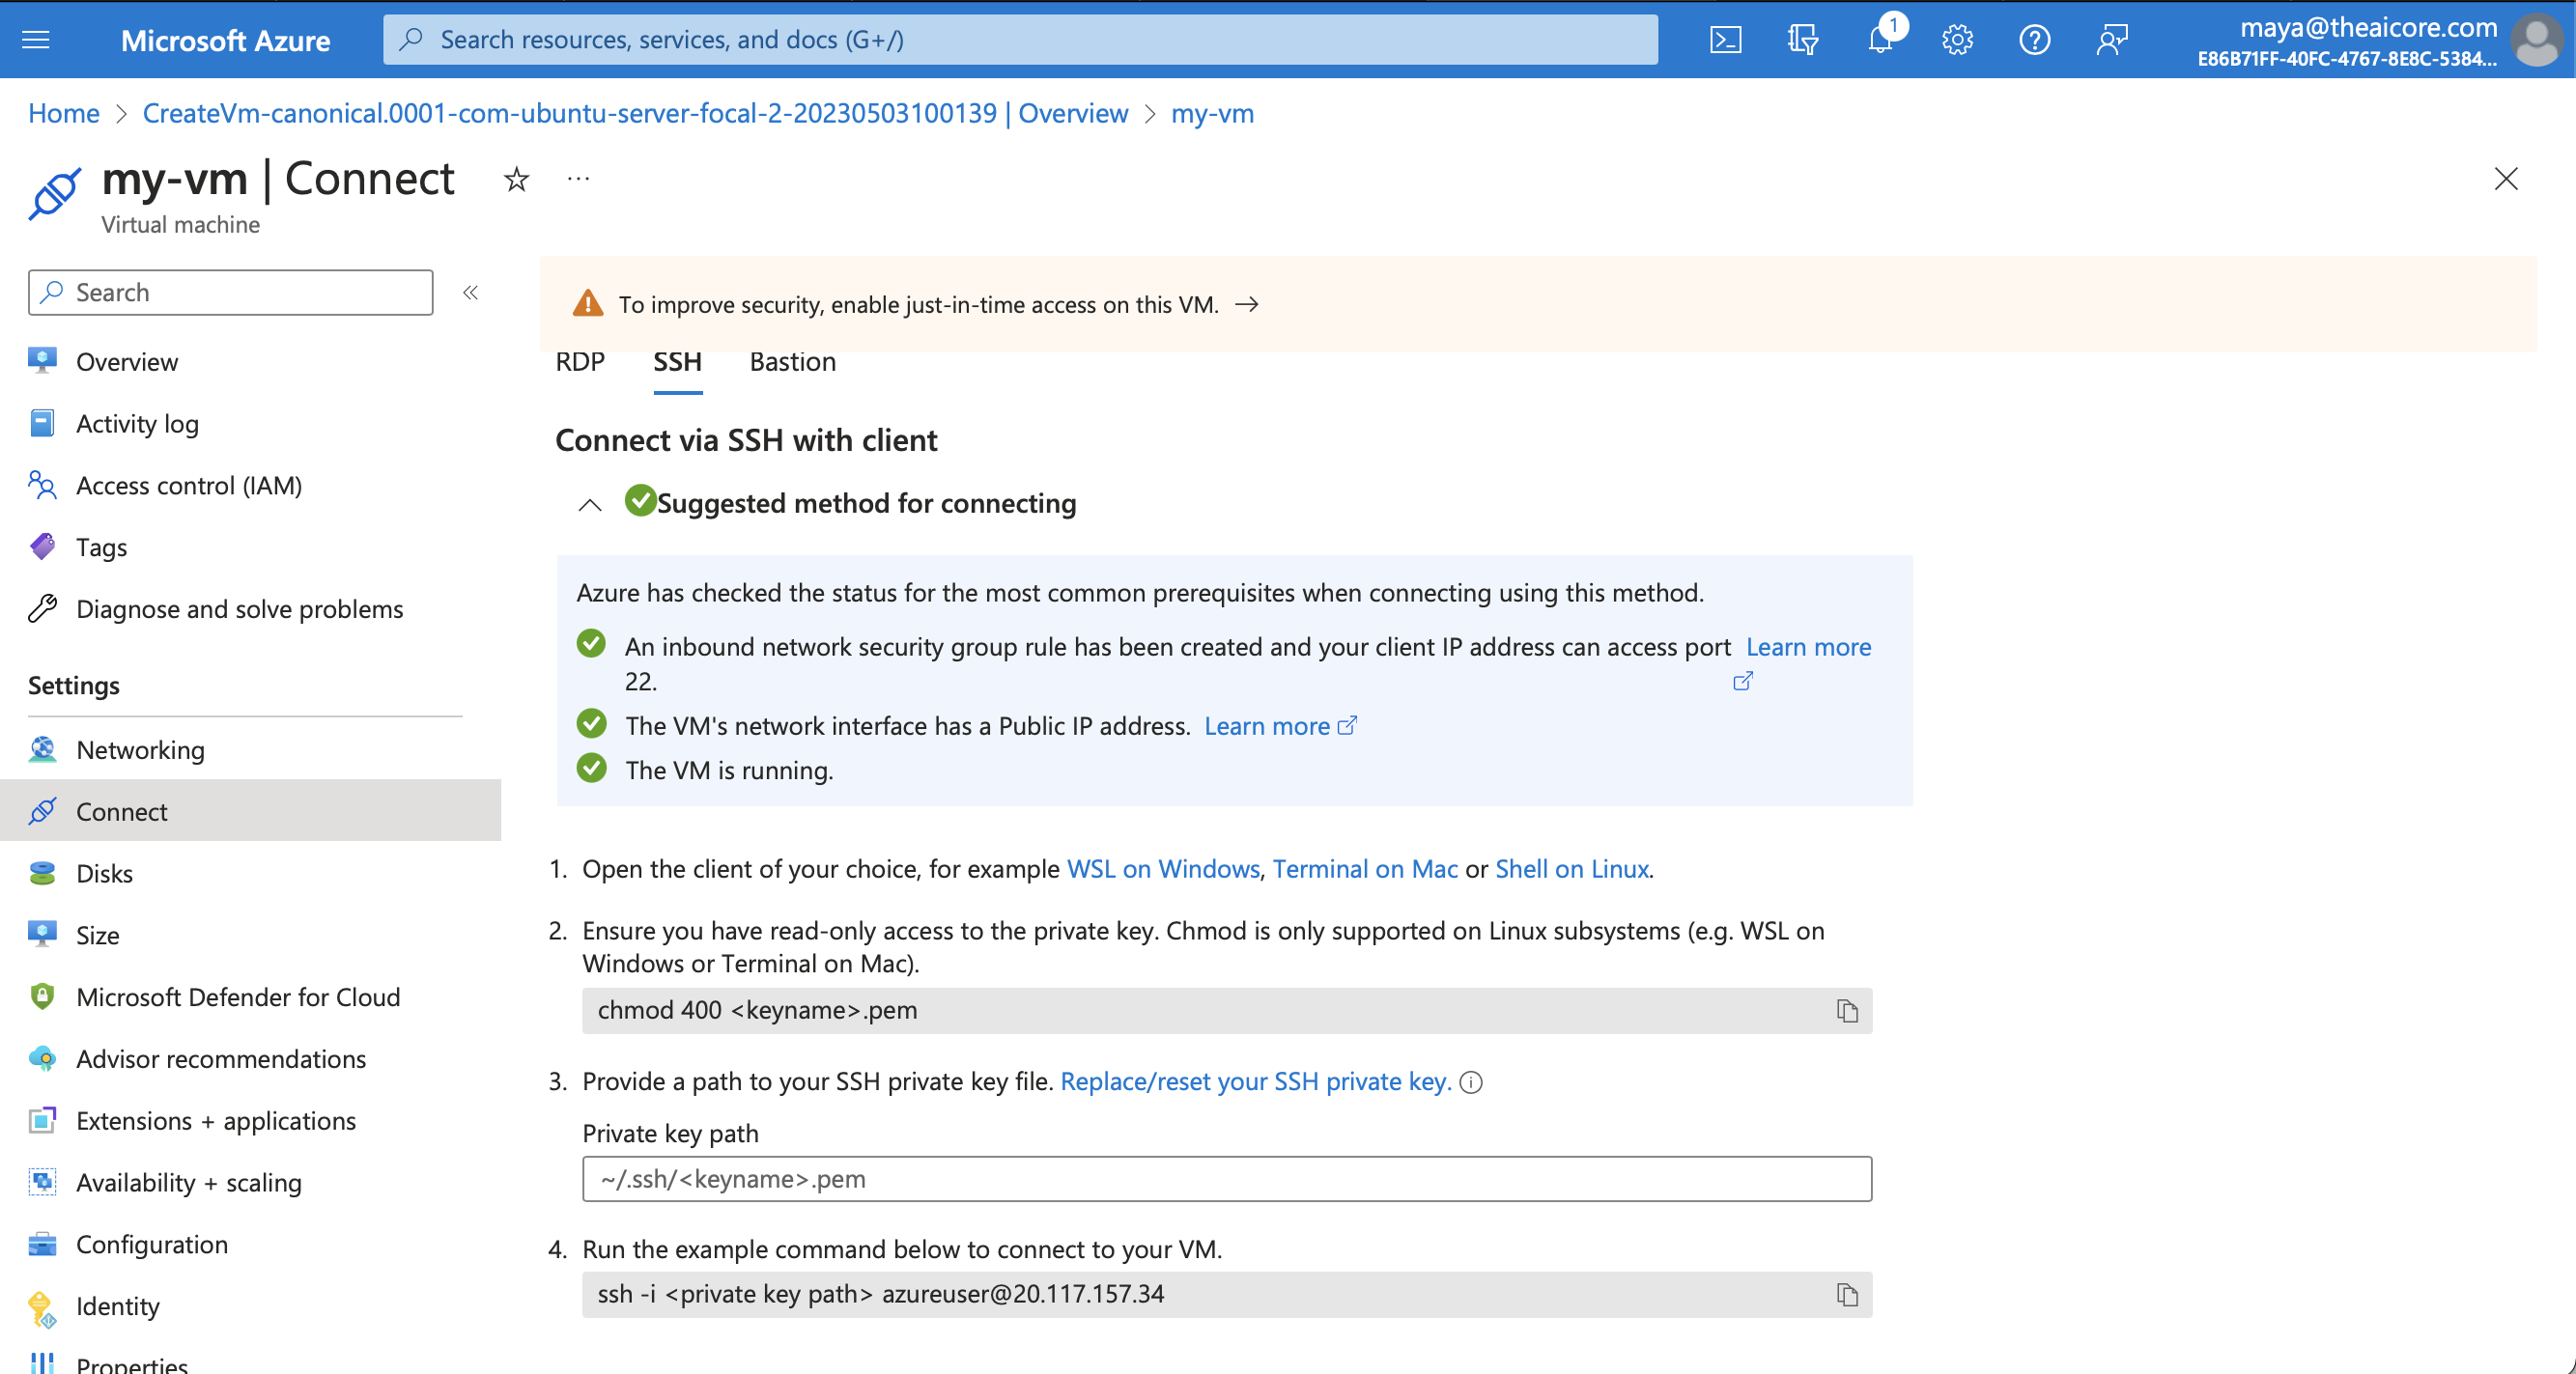 Microsoft Azure
Search resources, services, and docs (G+/)
1
maya@theaicore.com
E86B71FF-40FC-4767-8E8C-5384...
Home > CreateVm-canonical.0001-com-ubuntu-server-focal-2-20230503100139 | Overview > my-vm
my-vm | Connect
...
Virtual machine
Search
«
To improve security, enable just-in-time access on this VM. →
Overview
Activity log
Access control (IAM)
Tags
Diagnose and solve problems
Settings
Networking
Connect
Disks
Size
Microsoft Defender for Cloud
Advisor recommendations
Extensions + applications
Availability + scaling
Configuration
Identity
Properties
RDP SSH Bastion
Connect via SSH with client
Suggested method for connecting
Azure has checked the status for the most common prerequisites when connecting using this method.
An inbound network security group rule has been created and your client IP address can access port Learn more
22.
The VM's network interface has a Public IP address. Learn more
The VM is running.
1. Open the client of your choice, for example WSL on Windows, Terminal on Mac or Shell on Linux.
2. Ensure you have read-only access to the private key. Chmod is only supported on Linux subsystems (e.g. WSL on
Windows or Terminal on Mac).
chmod 400 <keyname>.pem
3. Provide a path to your SSH private key file. Replace/reset your SSH private key.
Private key path
~/.ssh/<keyname>.pem
4. Run the example command below to connect to your VM.
ssh -i <private key path> azureuser@20.117.157.34